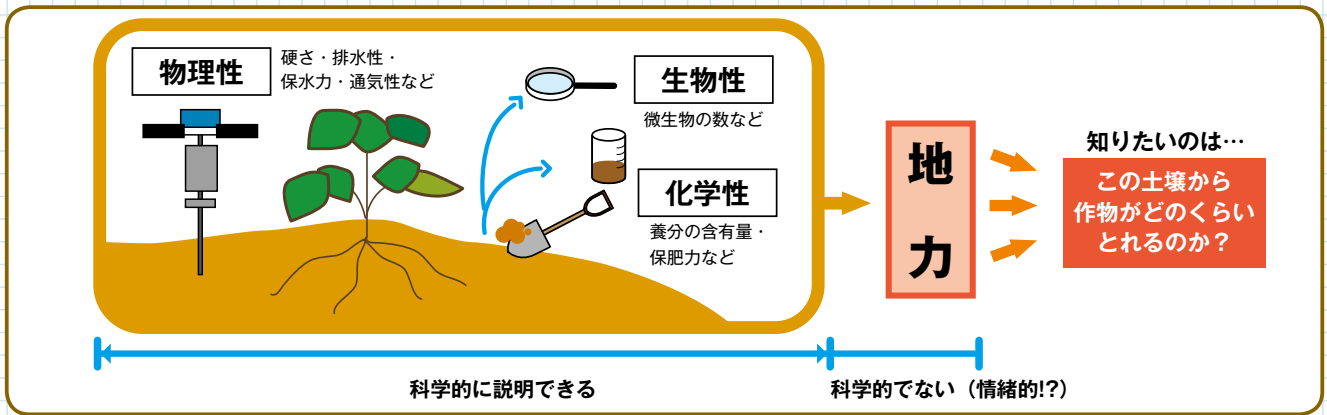 物理性
硬さ・排水性・
保水力・通気性など
生物性
微生物の数など
化学性
養分の含有量・
保肥力など
地
力
知りたいのは…
この土壌から
作物がどのくらい
とれるのか？
科学的に説明できる
科学的でない（情緒的!?）